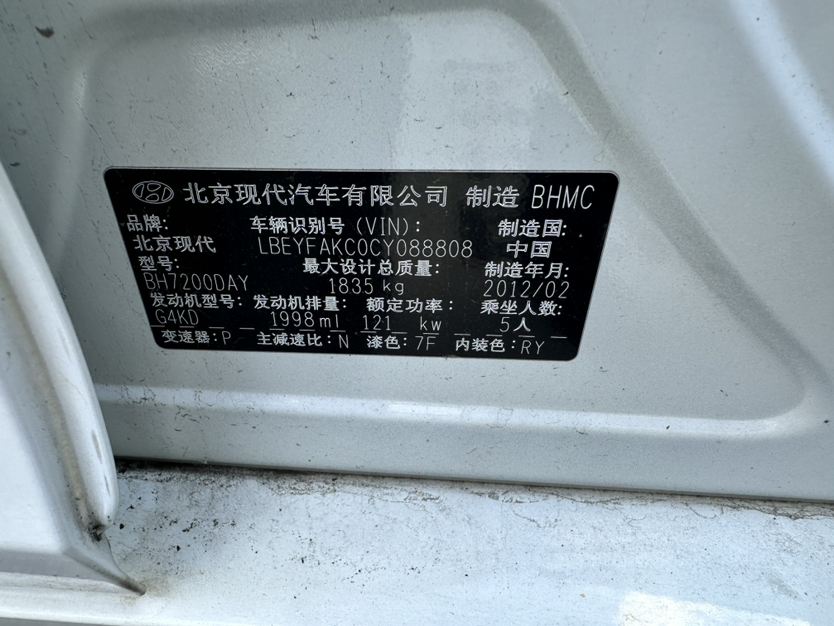 北京现代汽车有限公司 制造 BHMC
品牌: 车辆识别号(VIN): 制造国:
北京现代 LBEYFAKC0CY088808 中国
型号: 最大设计总质量: 制造年月:
BH7200DAY 1835 kg 2012/02
发动机型号: 发动机排量: 额定功率: 乘坐人数:
G4KD 1998ml 121 kw 5人
变速器:P 主减速比:N 漆色:7F 内装色:RY